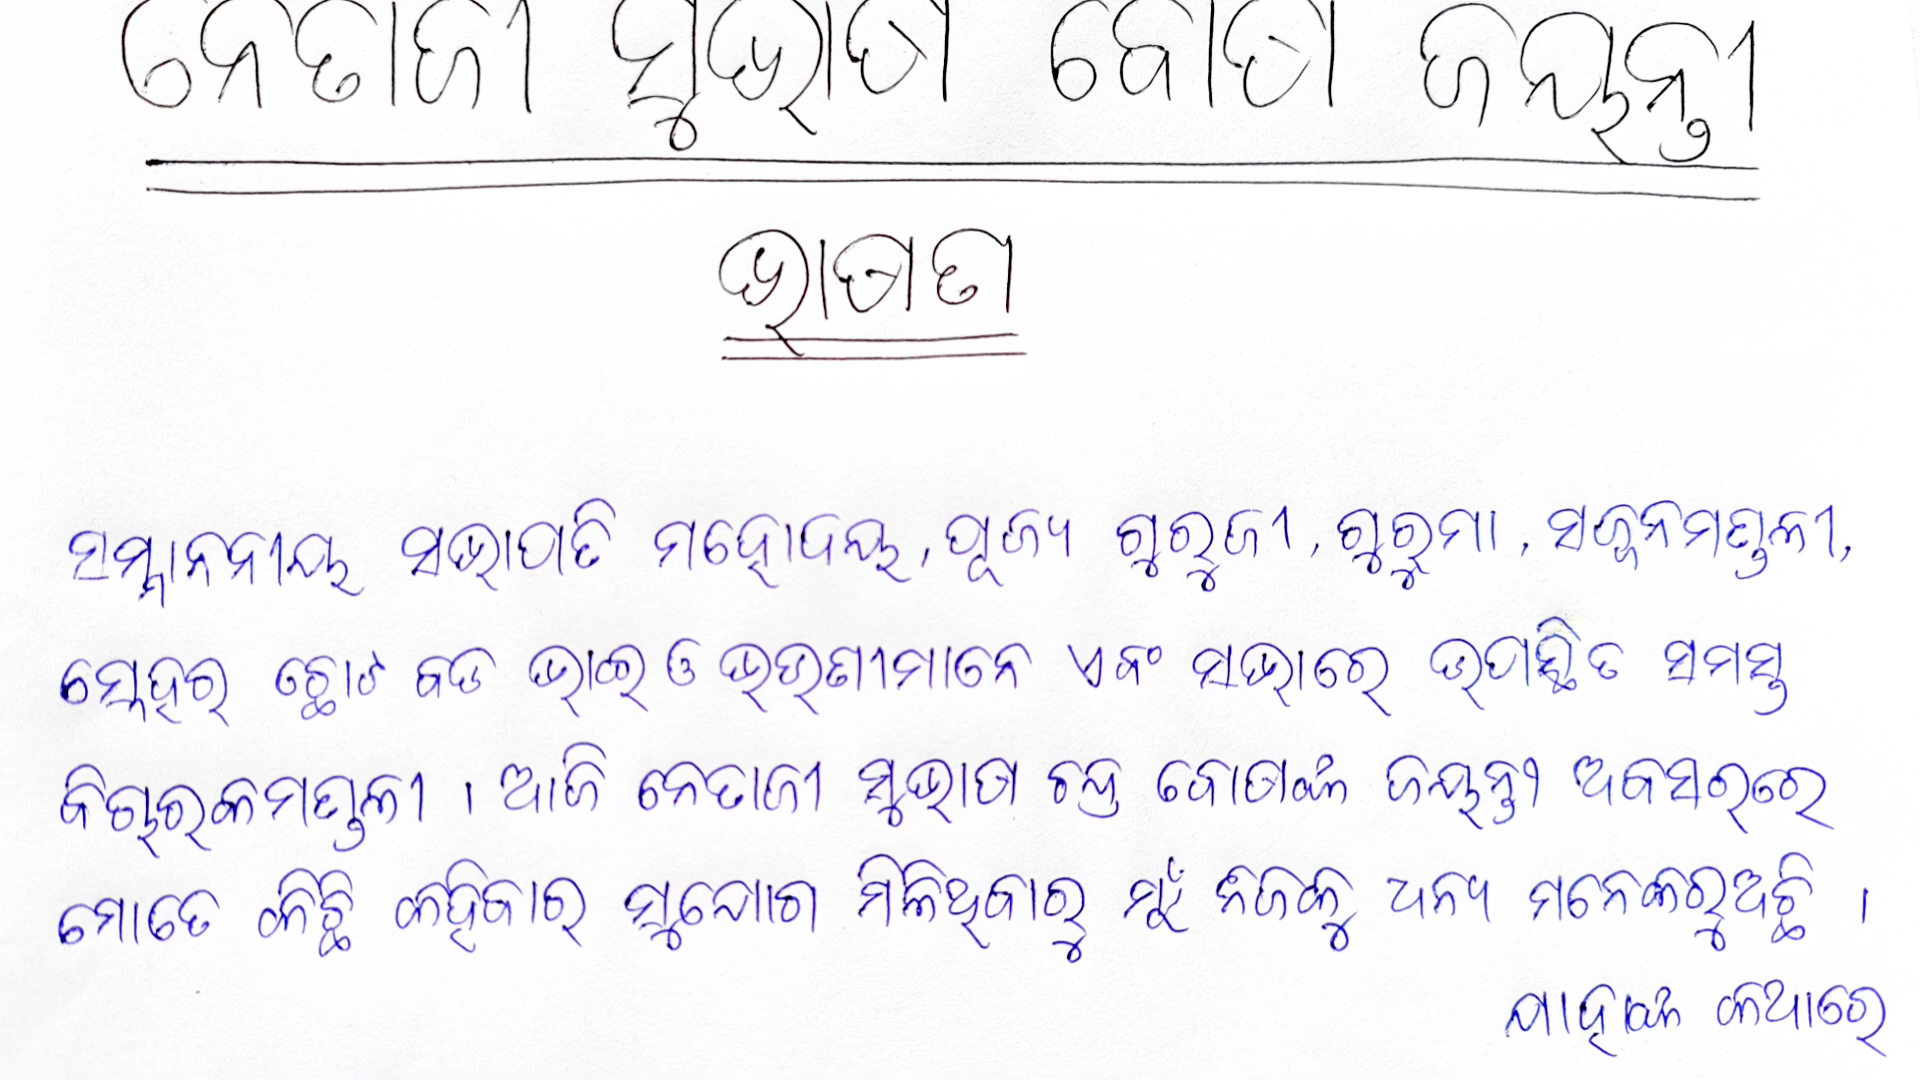 ନେତାଜୀ ସୁଭାଷ ବୋଷ ଜୟନ୍ତୀ
ଭାଷଣ
ସମ୍ମାନନୀୟ ସଭାପତି ମହୋଦୟ, ପୂଜ୍ୟ ଗୁରୁଜୀ, ଗୁରୁମା, ସଜ୍ଜନମଣ୍ଡଳୀ,
ସ୍ନେହର ଛୋଟ ବଡ ଭାଇ ଓ ଭଉଣୀମାନେ ଏବଂ ସଭାରେ ଉପସ୍ଥିତ ସମସ୍ତ
ବିଚାରକମଣ୍ଡଳୀ । ଆଜି ନେତାଜୀ ସୁଭାଷ ଚନ୍ଦ୍ର ବୋଷଙ୍କ ଜୟନ୍ତୀ ଅବସରରେ
ମୋତେ କିଛି କହିବାର ସୁଯୋଗ ମିଳିଥିବାରୁ ମୁଁ ନିଜକୁ ଧନ୍ୟ ମନେକରୁଅଛି ।
ଯାହାଙ୍କ କଥାରେ